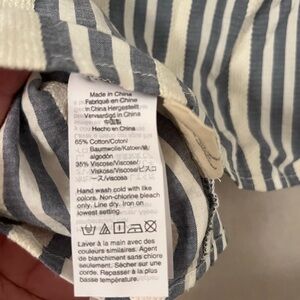 Made in China
Fabriqué en Chine
In China Hergestellt
Vervaardigd in China
中国製
Hecho en China
65% Cotton/Coton/
Baumwolle/Katoen/綿
algodón
35% Viscose/Viscose/
Viskose/Viscose/ビスコ
ース/Viscosa
Hand wash cold with like
colors. Non-chlorine bleach
only. Line dry. Iron on
lowest setting.
Laver à la main avec des
couleurs similaires. Agent
de blanchiment sans chlore
seulement. Sécher sur une
corde. Repasser à la plus
basse température.